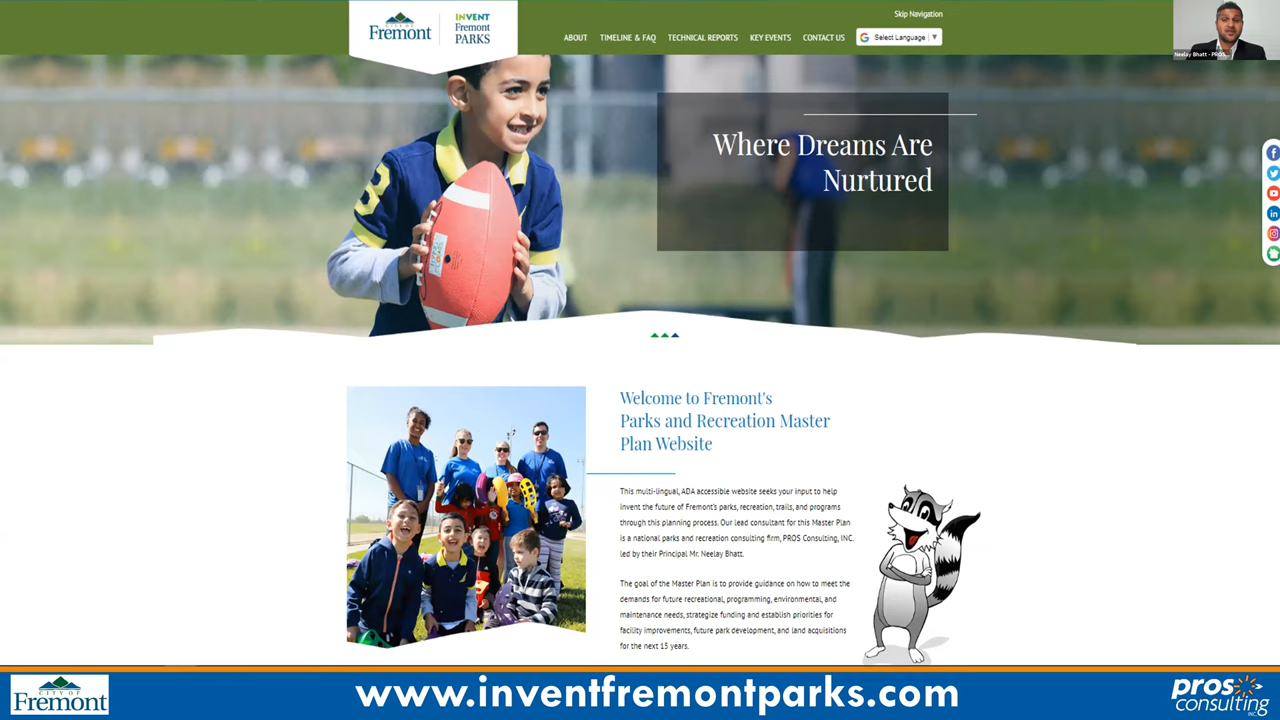 CITY OF
Fremont
INVENT
Fremont
PARKS
Skip Navigation
ABOUT TIMELINE & FAQ TECHNICAL REPORTS KEY EVENTS CONTACT US Select Language ▼
Neelay Bhatt - PROS...
Where Dreams Are
Nurtured
Welcome to Fremont's
Parks and Recreation Master
Plan Website
This multi-lingual, ADA accessible website seeks your input to help
invent the future of Fremont's parks, recreation, trails, and programs
through this planning process. Our lead consultant for this Master Plan
is a national parks and recreation consulting firm, PROS Consulting, INC.
led by their Principal Mr. Neelay Bhatt.
The goal of the Master Plan is to provide guidance on how to meet the
demands for future recreational, programming, environmental, and
maintenance needs, strategize funding and establish priorities for
facility improvements, future park development, and land acquisitions
for the next 15 years.
CITY OF
Fremont
www.inventfremontparks.com
pros
consulting
INC.